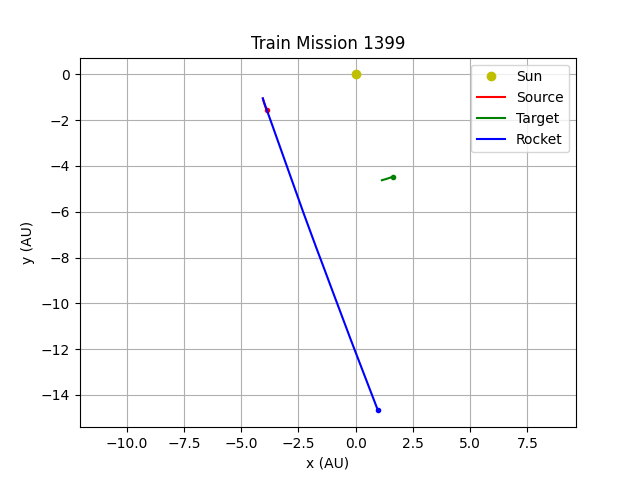 Train Mission 1399
Sun
Source
Target
Rocket
0
−2
−4
−6
−8
−10
−12
−14
y (AU)
−10.0 −7.5 −5.0 −2.5 0.0 2.5 5.0 7.5
x (AU)